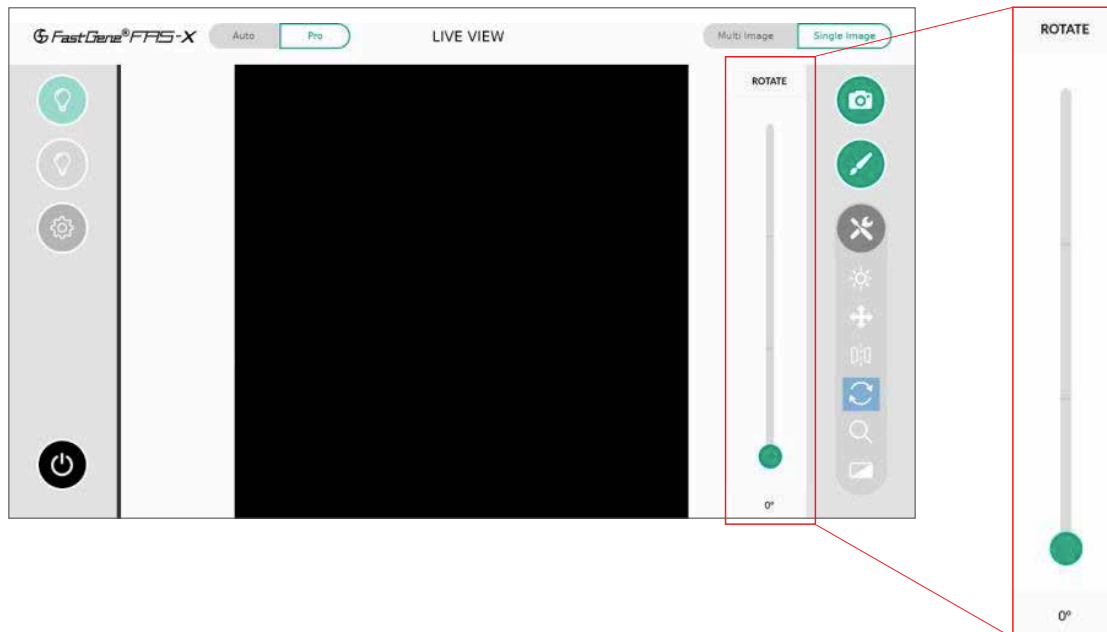 FastGene® FAS-X
Auto
Pro
LIVE VIEW
Multi Image
Single Image
ROTATE
0°
ROTATE
0°